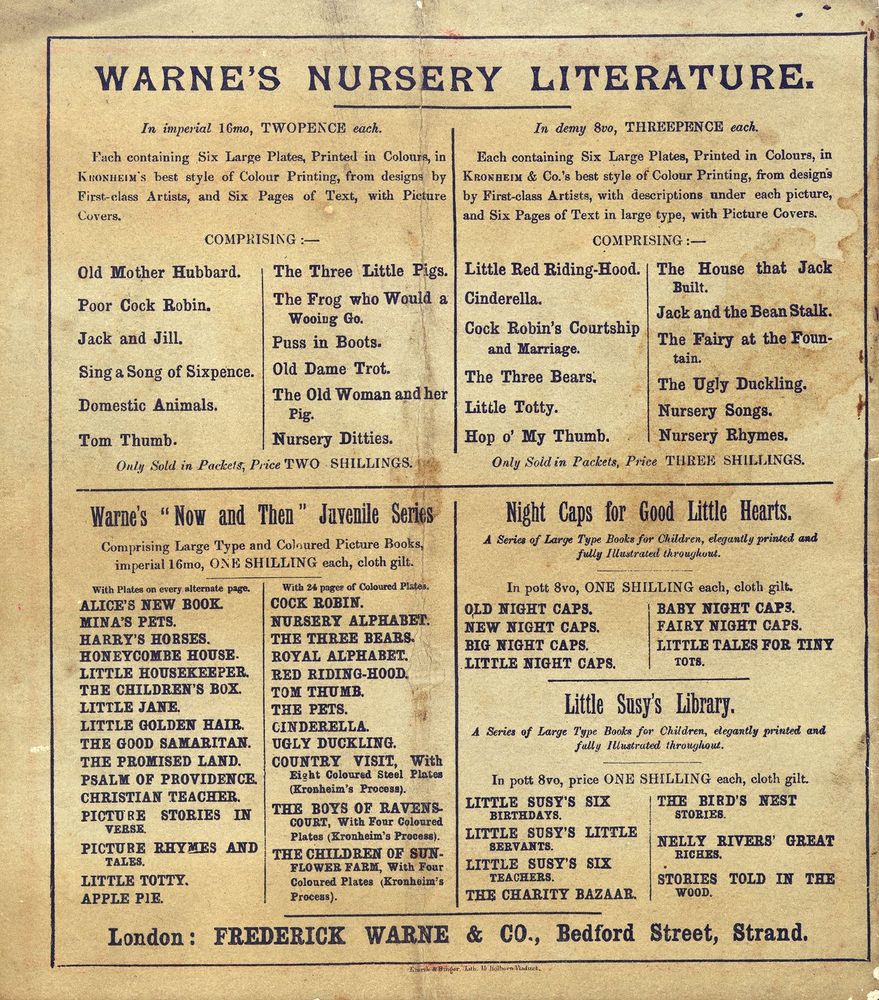 WARNE'S NURSERY LITERATURE.
In imperial 16mo, TWOPENCE each.
Each containing Six Large Plates, Printed in Colours, in
KRONHEIM'S best style of Colour Printing, from designs by
First-class Artists, and Six Pages of Text, with Picture
Covers.
COMPRISING :—
Old Mother Hubbard.
Poor Cock Robin.
Jack and Jill.
Sing a Song of Sixpence.
Domestic Animals.
Tom Thumb.
The Three Little Pigs.
The Frog who Would a
Wooing Go.
Puss in Boots.
Old Dame Trot.
The Old Woman and her
Pig.
Nursery Ditties.
Only Sold in Packets, Price TWO SHILLINGS.
In demy 8vo, THREEPENCE each.
Each containing Six Large Plates, Printed in Colours, in
KRONHEIM & Co.'s best style of Colour Printing, from designs
by First-class Artists, with descriptions under each picture,
and Six Pages of Text in large type, with Picture Covers.
COMPRISING :—
Little Red Riding-Hood.
Cinderella.
Cock Robin's Courtship
and Marriage.
The Three Bears.
Little Totty.
Hop o' My Thumb.
The House that Jack
Built.
Jack and the Bean Stalk.
The Fairy at the Foun-
tain.
The Ugly Duckling.
Nursery Songs.
Nursery Rhymes.
Only Sold in Packets, Price THREE SHILLINGS.
Warne's "Now and Then" Juvenile Series
Comprising Large Type and Coloured Picture Books,
imperial 16mo, ONE SHILLING each, cloth gilt.
With Plates on every alternate page.
ALICE'S NEW BOOK.
MINA'S PETS.
HARRY'S HORSES.
HONEYCOMBE HOUSE.
LITTLE HOUSEKEEPER.
THE CHILDREN'S BOX.
LITTLE JANE.
LITTLE GOLDEN HAIR.
THE GOOD SAMARITAN.
THE PROMISED LAND.
PSALM OF PROVIDENCE.
CHRISTIAN TEACHER.
PICTURE STORIES IN
VERSE.
PICTURE RHYMES AND
TALES.
LITTLE TOTTY.
APPLE PIE.
With 24 pages of Coloured Plates.
COCK ROBIN.
NURSERY ALPHABET.
THE THREE BEARS.
ROYAL ALPHABET.
RED RIDING-HOOD.
TOM THUMB.
THE PETS.
CINDERELLA.
UGLY DUCKLING.
COUNTRY VISIT, With
Eight Coloured Steel Plates
(Kronheim's Process).
THE BOYS OF RAVENS-
COURT, With Four Coloured
Plates (Kronheim's Process).
THE CHILDREN OF SUN-
FLOWER FARM, With Four
Coloured Plates (Kronheim's
Process).
Night Caps for Good Little Hearts.
A Series of Large Type Books for Children, elegantly printed and
fully Illustrated throughout.
In pott 8vo, ONE SHILLING each, cloth gilt.
OLD NIGHT CAPS.
NEW NIGHT CAPS.
BIG NIGHT CAPS.
LITTLE NIGHT CAPS.
BABY NIGHT CAPS.
FAIRY NIGHT CAPS.
LITTLE TALES FOR TINY
TOTS.
Little Susy's Library.
A Series of Large Type Books for Children, elegantly printed and
fully Illustrated throughout.
In pott 8vo, price ONE SHILLING each, cloth gilt.
LITTLE SUSY'S SIX
BIRTHDAYS.
LITTLE SUSY'S LITTLE
SERVANTS.
LITTLE SUSY'S SIX
TEACHERS.
THE CHARITY BAZAAR.
THE BIRD'S NEST
STORIES.
NELLY RIVERS' GREAT
RICHES.
STORIES TOLD IN THE
WOOD.
London: FREDERICK WARNE & CO., Bedford Street, Strand.
Lith. Holborn Viaduct.